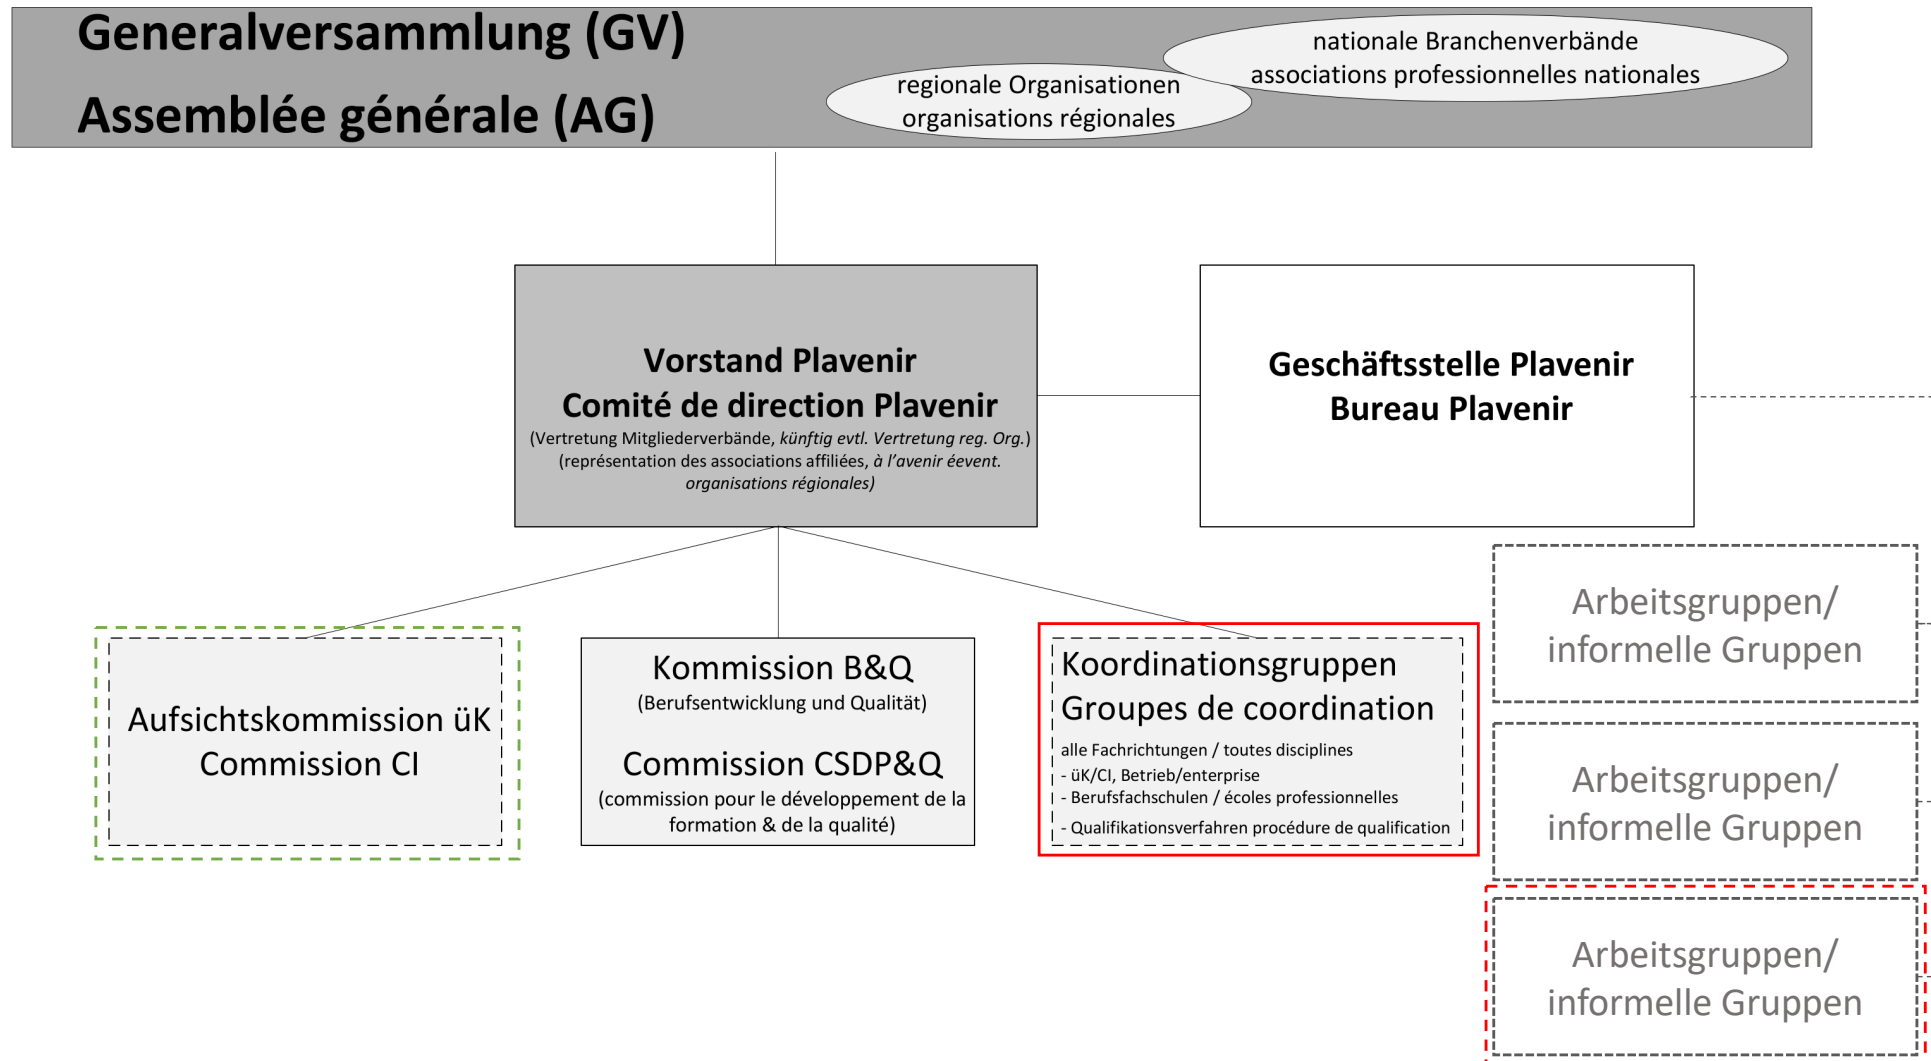 Generalversammlung (GV)
Assemblée générale (AG)
nationale Branchenverbände
associations professionnelles nationales
regionale Organisationen
organisations régionales
Vorstand Plavenir
Comité de direction Plavenir
(Vertretung Mitgliederverbände, künftig evtl. Vertretung reg. Org.)
(représentation des associations affiliées, à l'avenir éevent.
organisations régionales)
Geschäftsstelle Plavenir
Bureau Plavenir
Aufsichtskommission üK
Commission CI
Kommission B&Q
(Berufsentwicklung und Qualität)
Commission CSDP&Q
(commission pour le développement de la
formation & de la qualité)
Koordinationsgruppen
Groupes de coordination
alle Fachrichtungen / toutes disciplines
- üK/CI, Betrieb/enterprise
- Berufsfachschulen / écoles professionnelles
- Qualifikationsverfahren procédure de qualification
Arbeitsgruppen/
informelle Gruppen
Arbeitsgruppen/
informelle Gruppen
Arbeitsgruppen/
informelle Gruppen